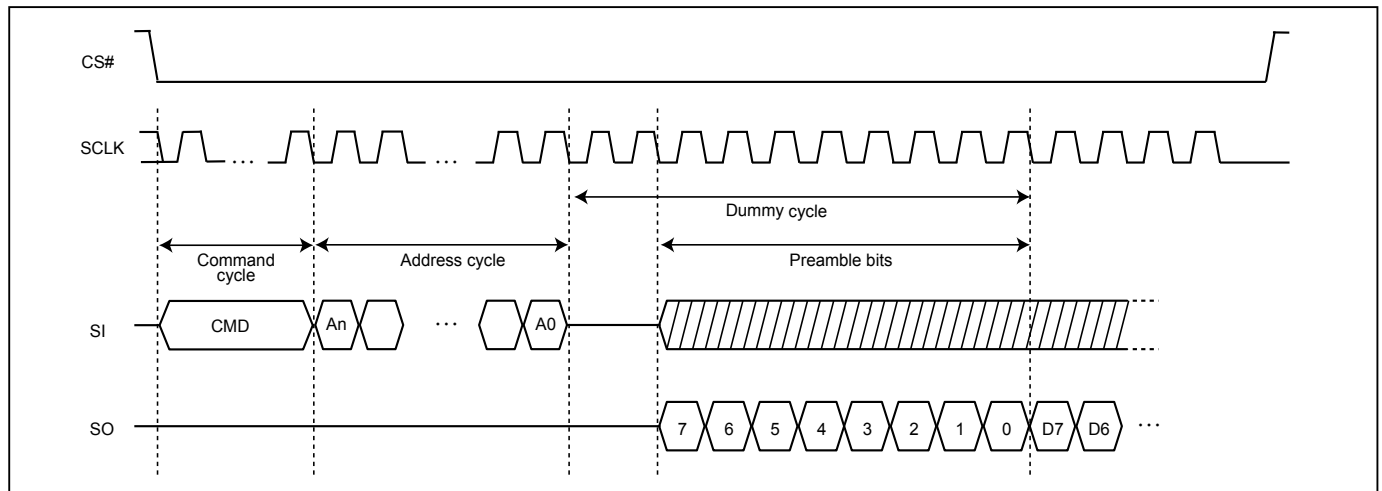 CS#
SCLK
...
...
Dummy cycle
Command
cycle
Address cycle
Preamble bits
SI
CMD
An
...
A0
SO
7 6 5 4 3 2 1 0 D7 D6 ...